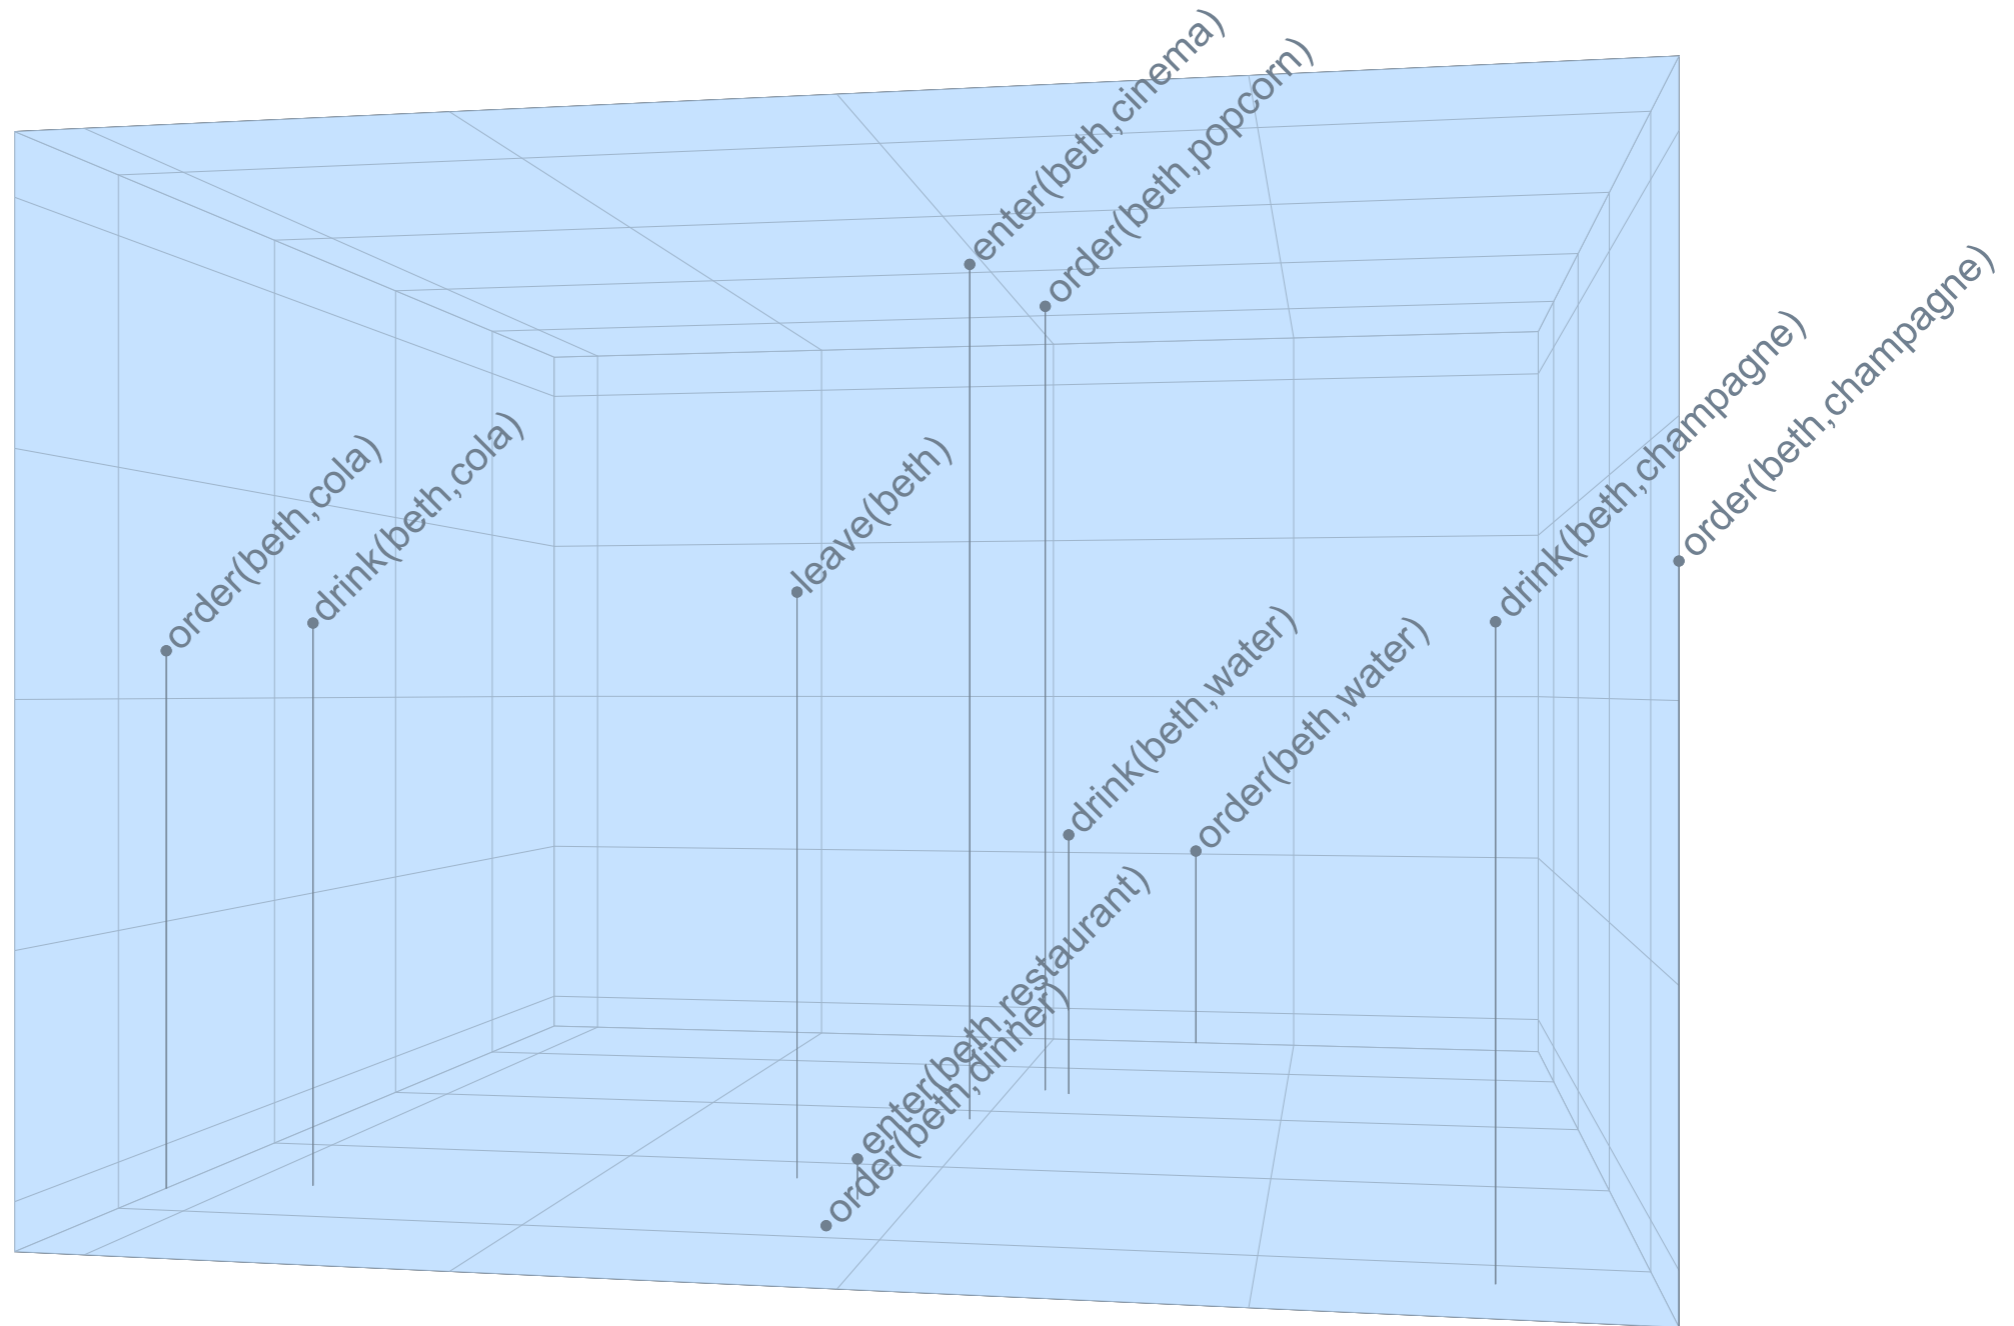 enter(beth,cinema)
order(beth,popcorn)
order(beth,champagne)
drink(beth,champagne)
order(beth,cola)
drink(beth,cola)
leave(beth)
drink(beth,water)
order(beth,water)
enter(beth,restaurant)
order(beth,dinner)